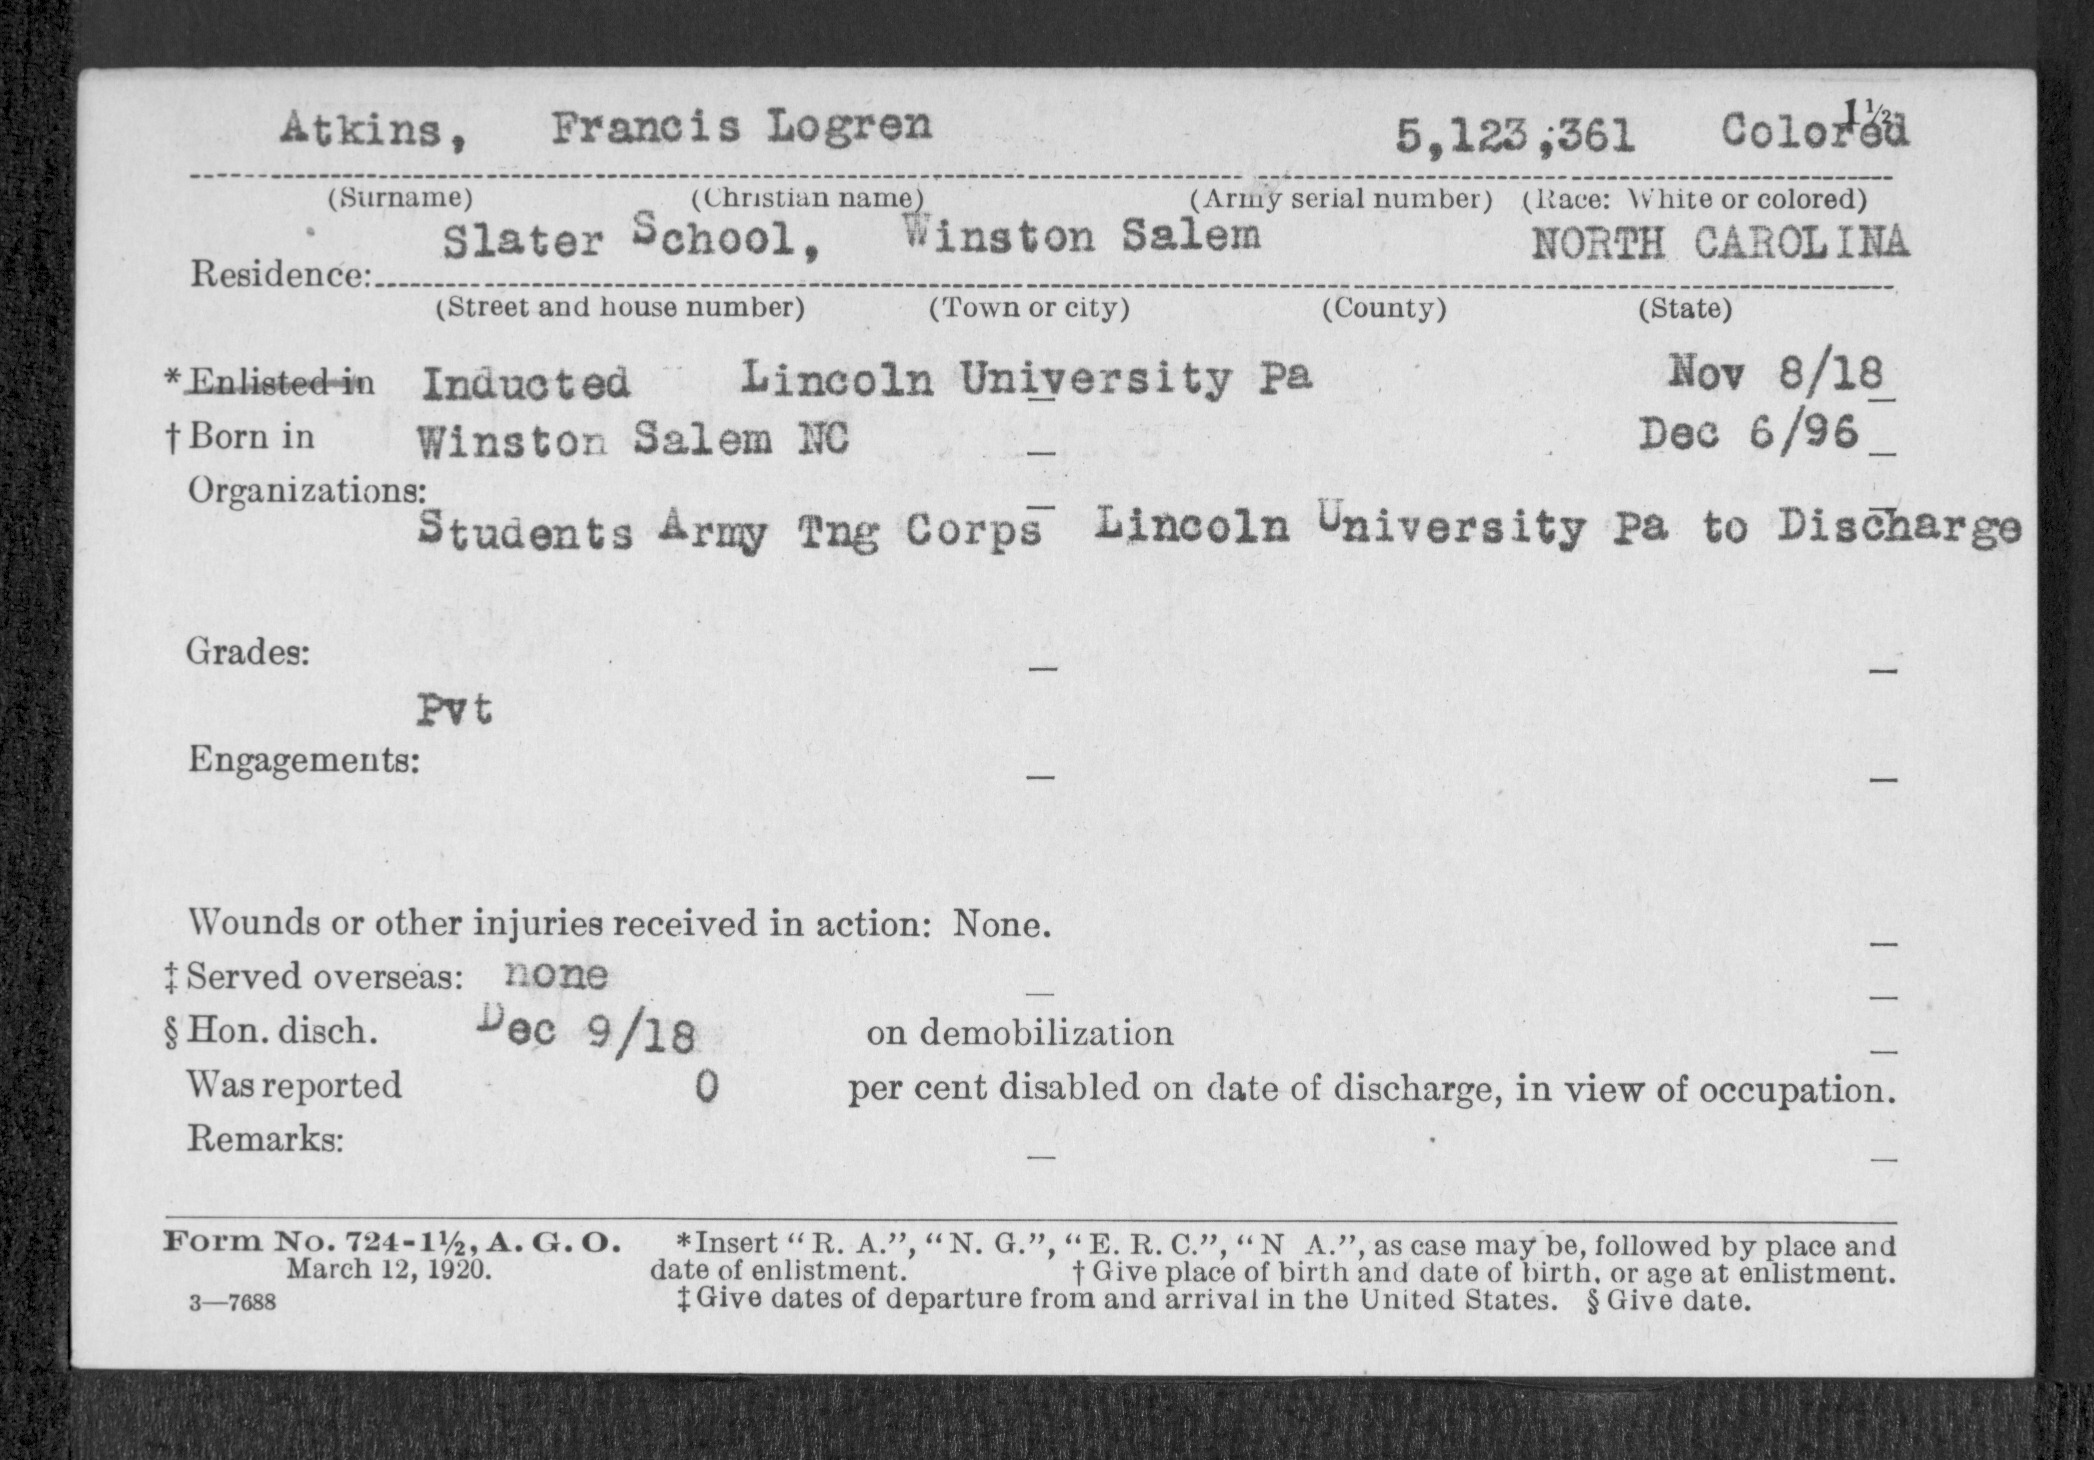 Atkins, Francis Logren 5,123;361 Colored 1½
(Surname) (Christian name) (Army serial number) (Race: White or colored)
Slater School, Winston Salem NORTH CAROLINA
Residence:
(Street and house number) (Town or city) (County) (State)
*Enlisted in Inducted Lincoln University Pa Nov 8/18
†Born in Winston Salem NC Dec 6/96
Organizations:
Students Army Tng Corps Lincoln University Pa to Discharge
Grades:
Pvt
Engagements:
Wounds or other injuries received in action: None.
‡Served overseas: none
§Hon. disch. Dec 9/18 on demobilization
Was reported 0 per cent disabled on date of discharge, in view of occupation.
Remarks:
Form No. 724-1½, A. G. O. *Insert “R. A.”, “N. G.”, “E. R. C.”, “N A.”, as case may be, followed by place and
March 12, 1920. date of enlistment. †Give place of birth and date of birth, or age at enlistment.
3—7688 ‡Give dates of departure from and arrival in the United States. §Give date.